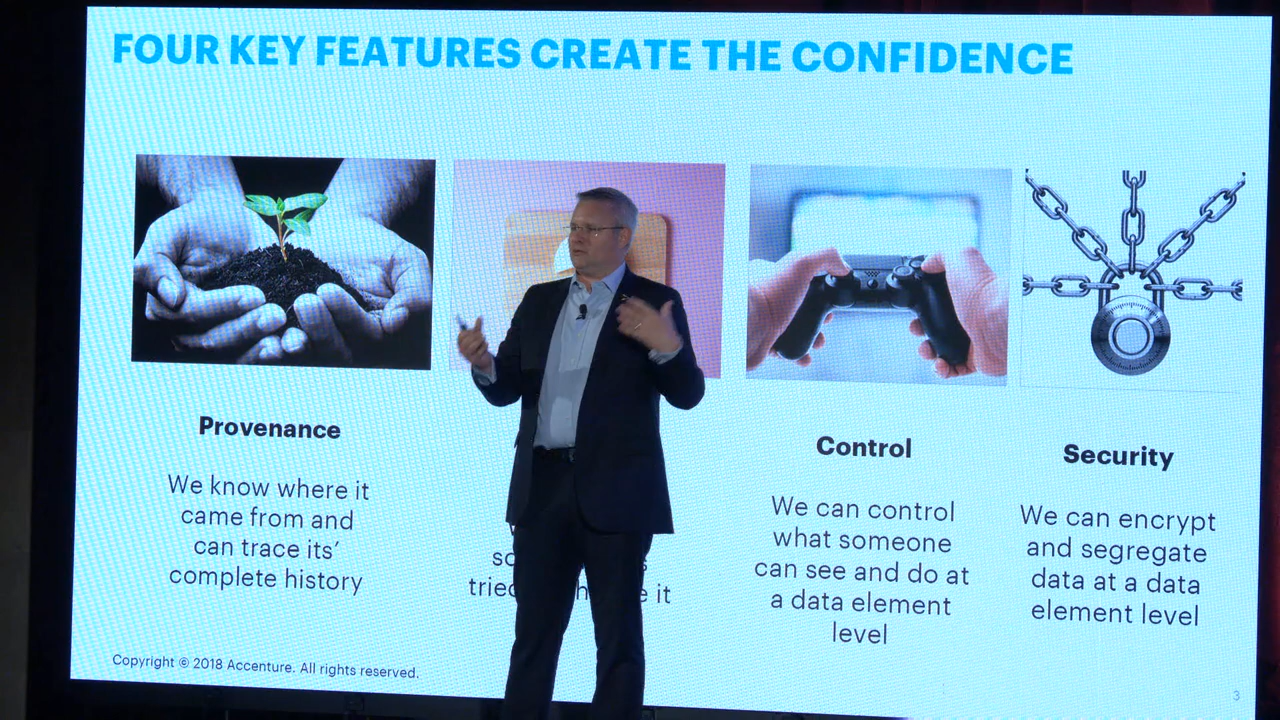 FOUR KEY FEATURES CREATE THE CONFIDENCE
Provenance
We know where it
came from and
can trace its’
complete history
it
Control
We can control
what someone
can see and do at
a data element
level
Security
We can encrypt
and segregate
data at a data
element level
Copyright © 2018 Accenture. All rights reserved.
3